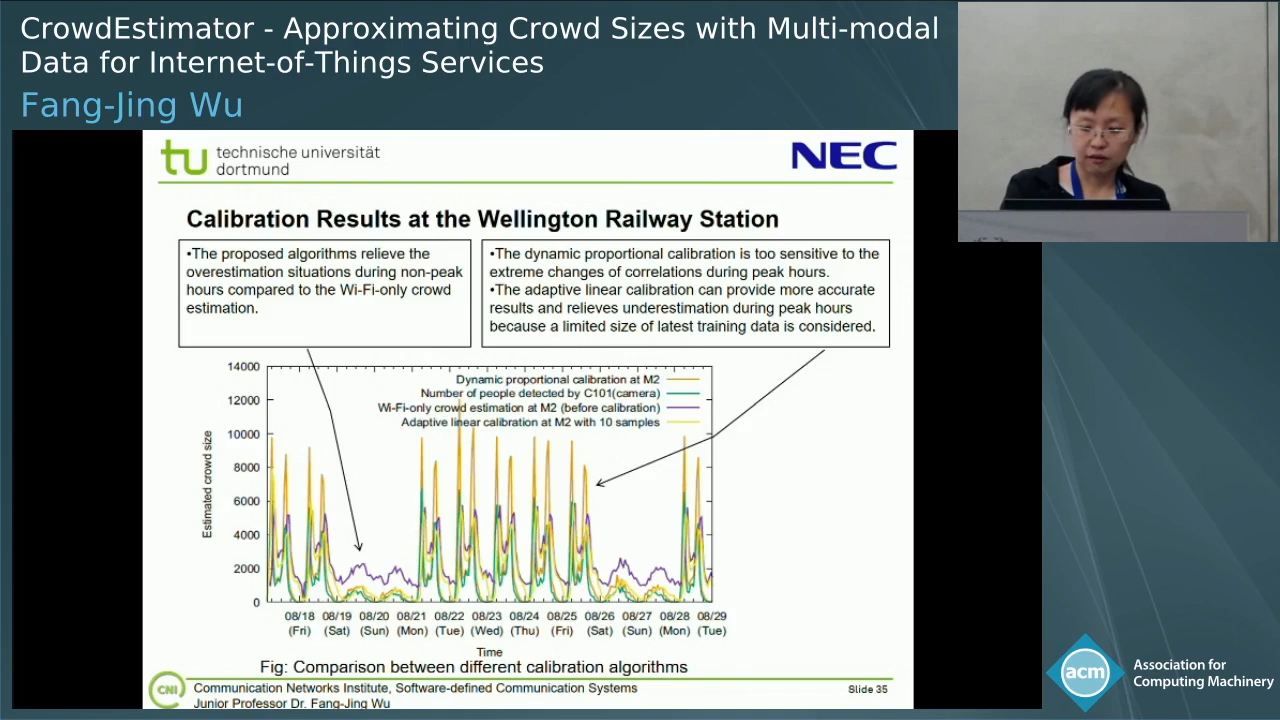 CrowdEstimator - Approximating Crowd Sizes with Multi-modal
Data for Internet-of-Things Services
Fang-Jing Wu
tu technische universität
dortmund
NEC
Calibration Results at the Wellington Railway Station
•The proposed algorithms relieve the
overestimation situations during non-peak
hours compared to the Wi-Fi-only crowd
estimation.
•The dynamic proportional calibration is too sensitive to the
extreme changes of correlations during peak hours.
•The adaptive linear calibration can provide more accurate
results and relieves underestimation during peak hours
because a limited size of latest training data is considered.
Dynamic proportional calibration at M2
Number of people detected by C101(camera)
Wi-Fi-only crowd estimation at M2 (before calibration)
Adaptive linear calibration at M2 with 10 samples
Estimated crowd size
14000
12000
10000
8000
6000
4000
2000
0
08/18 08/19 08/20 08/21 08/22 08/23 08/24 08/25 08/26 08/27 08/28 08/29
(Fri) (Sat) (Sun) (Mon) (Tue) (Wed) (Thu) (Fri) (Sat) (Sun) (Mon) (Tue)
Time
Fig: Comparison between different calibration algorithms
CNI
Communication Networks Institute, Software-defined Communication Systems
Junior Professor Dr. Fang-Jing Wu
Slide 35
acm
Association for
Computing Machinery